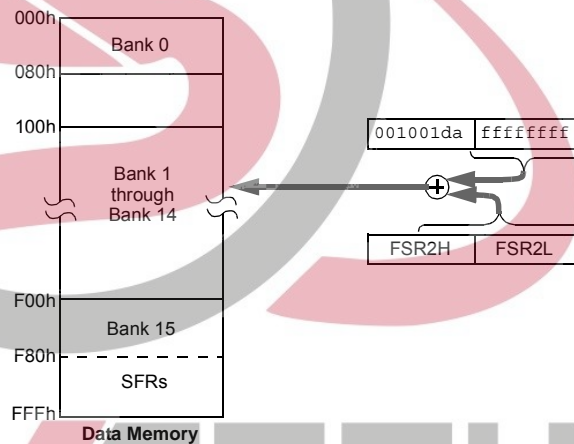 000h
Bank 0
080h
100h
001001da ffffffff
Bank 1
through
Bank 14
FSR2H FSR2L
F00h
Bank 15
F80h
SFRs
FFFh
Data Memory